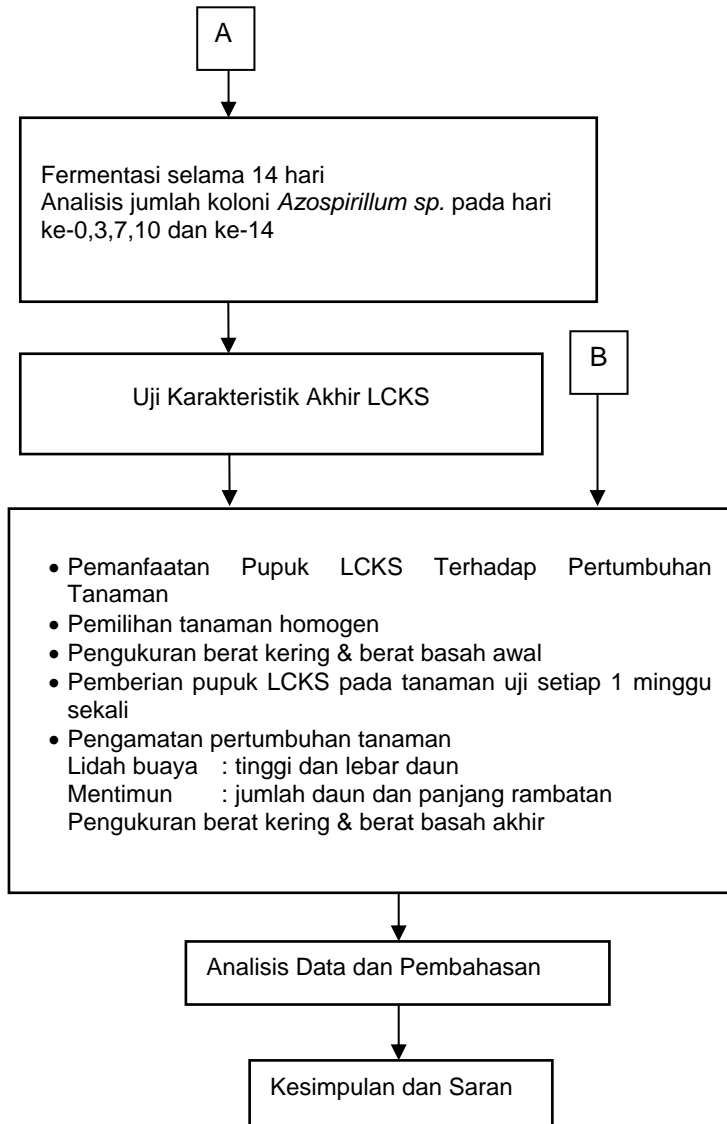 A
Fermentasi selama 14 hari
Analisis jumlah koloni Azospirillum sp. pada hari
ke-0,3,7,10 dan ke-14
Uji Karakteristik Akhir LCKS
B
• Pemanfaatan Pupuk LCKS Terhadap Pertumbuhan
Tanaman
• Pemilihan tanaman homogen
• Pengukuran berat kering & berat basah awal
• Pemberian pupuk LCKS pada tanaman uji setiap 1 minggu
sekali
• Pengamatan pertumbuhan tanaman
Lidah buaya : tinggi dan lebar daun
Mentimun : jumlah daun dan panjang rambatan
Pengukuran berat kering & berat basah akhir
Analisis Data dan Pembahasan
Kesimpulan dan Saran